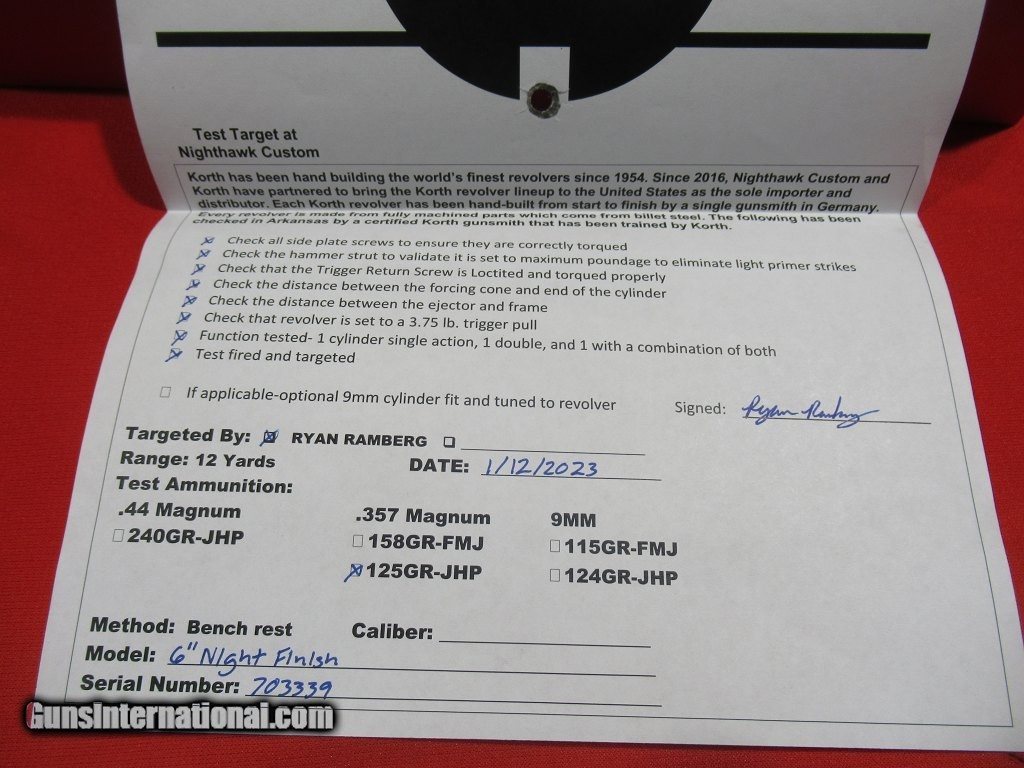 Test Target at
Nighthawk Custom
Korth has been hand building the world's finest revolvers since 1954. Since 2016, Nighthawk Custom and
Korth have partnered to bring the Korth revolver lineup to the United States as the sole importer and
distributor. Each Korth revolver has been hand-built from start to finish by a single gunsmith in Germany.
Every revolver is made from fully machined parts which come from billet steel. The following has been
checked in Arkansas by a certified Korth gunsmith that has been trained by Korth.
Check all side plate screws to ensure they are correctly torqued
Check the hammer strut to validate it is set to maximum poundage to eliminate light primer strikes
Check that the Trigger Return Screw is Loctited and torqued properly
Check the distance between the forcing cone and end of the cylinder
Check the distance between the ejector and frame
Check that revolver is set to a 3.75 lb. trigger pull
Function tested- 1 cylinder single action, 1 double, and 1 with a combination of both
Test fired and targeted
If applicable-optional 9mm cylinder fit and tuned to revolver
Signed: Ryan Ramberg
Targeted By: RYAN RAMBERG
Range: 12 Yards DATE: 1/12/2023
Test Ammunition:
.44 Magnum .357 Magnum 9MM
240GR-JHP 158GR-FMJ 115GR-FMJ
125GR-JHP 124GR-JHP
Method: Bench rest Caliber:
Model: 6" Night Finish
Serial Number: 703339
GunsInternational.com